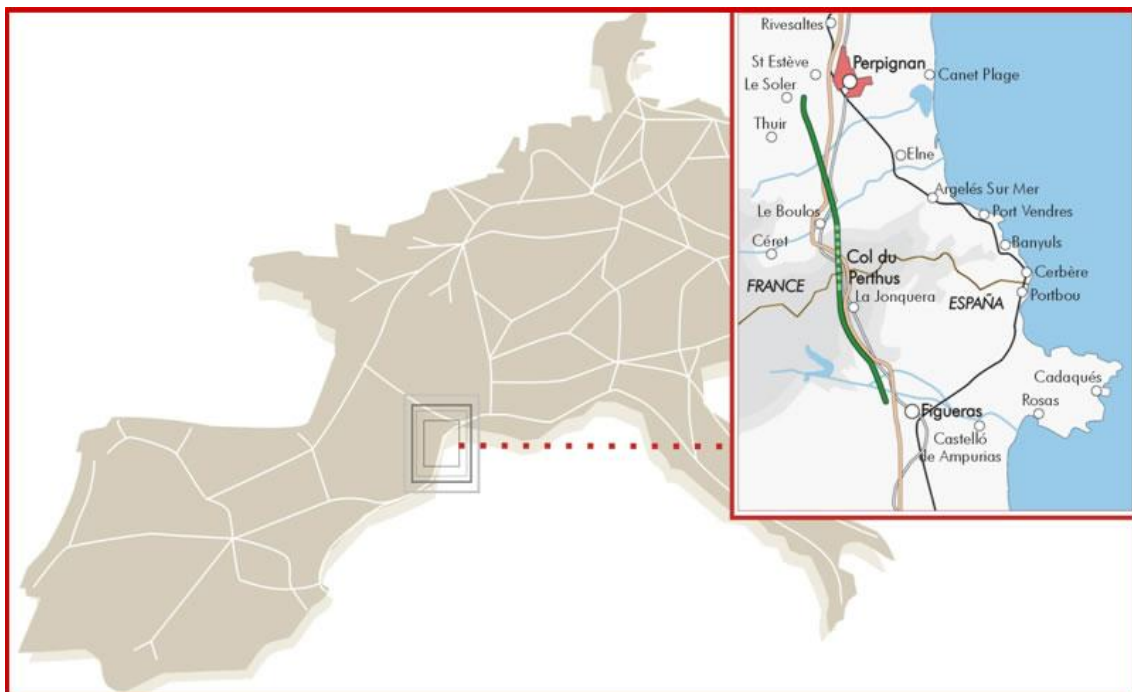 Rivesaltes
St Estève
Perpignan
Canet Plage
Le Soler
Thuir
Elne
Argelés Sur Mer
Le Boulos
Port Vendres
Céret
Banyuls
Col du
Perthus
Cerbère
FRANCE
La Jonquera
ESPAÑA
Portbou
Cadaqués
Rosas
Figueras
Castelló
de Ampurias